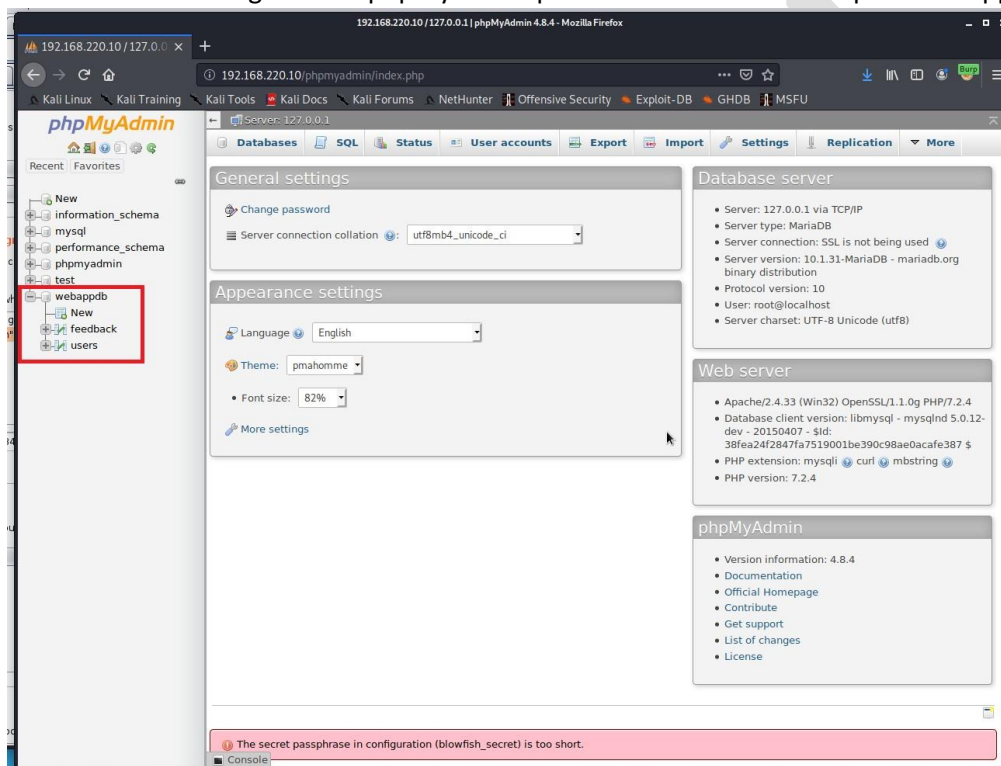 192.168.220.10 / 127.0.0.1 | phpMyAdmin 4.8.4 - Mozilla Firefox
192.168.220.10 / 127.0.0
192.168.220.10/phpmyadmin/index.php
Burp
Kali Linux Kali Training Kali Tools Kali Docs Kali Forums NetHunter Offensive Security Exploit-DB GHDB MSFU
phpMyAdmin
Recent Favorites
New
information_schema
mysql
performance_schema
phpmyadmin
test
webappdb
New
feedback
users
Server: 127.0.0.1
Databases SQL Status User accounts Export Import Settings Replication More
General settings
Change password
Server connection collation : utf8mb4_unicode_ci
Appearance settings
Language English
Theme: pmahomme
• Font size: 82%
More settings
Database server
• Server: 127.0.0.1 via TCP/IP
• Server type: MariaDB
• Server connection: SSL is not being used
• Server version: 10.1.31-MariaDB - mariadb.org
binary distribution
• Protocol version: 10
• User: root@localhost
• Server charset: UTF-8 Unicode (utf8)
Web server
• Apache/2.4.33 (Win32) OpenSSL/1.1.0g PHP/7.2.4
• Database client version: libmysql - mysqlnd 5.0.12-
dev - 20150407 - $Id:
38fea24f2847fa7519001be390c98ae0acafe387 $
• PHP extension: mysqli curl mbstring
• PHP version: 7.2.4
phpMyAdmin
• Version information: 4.8.4
• Documentation
• Official Homepage
• Contribute
• Get support
• List of changes
• License
The secret passphrase in configuration (blowfish_secret) is too short.
Console